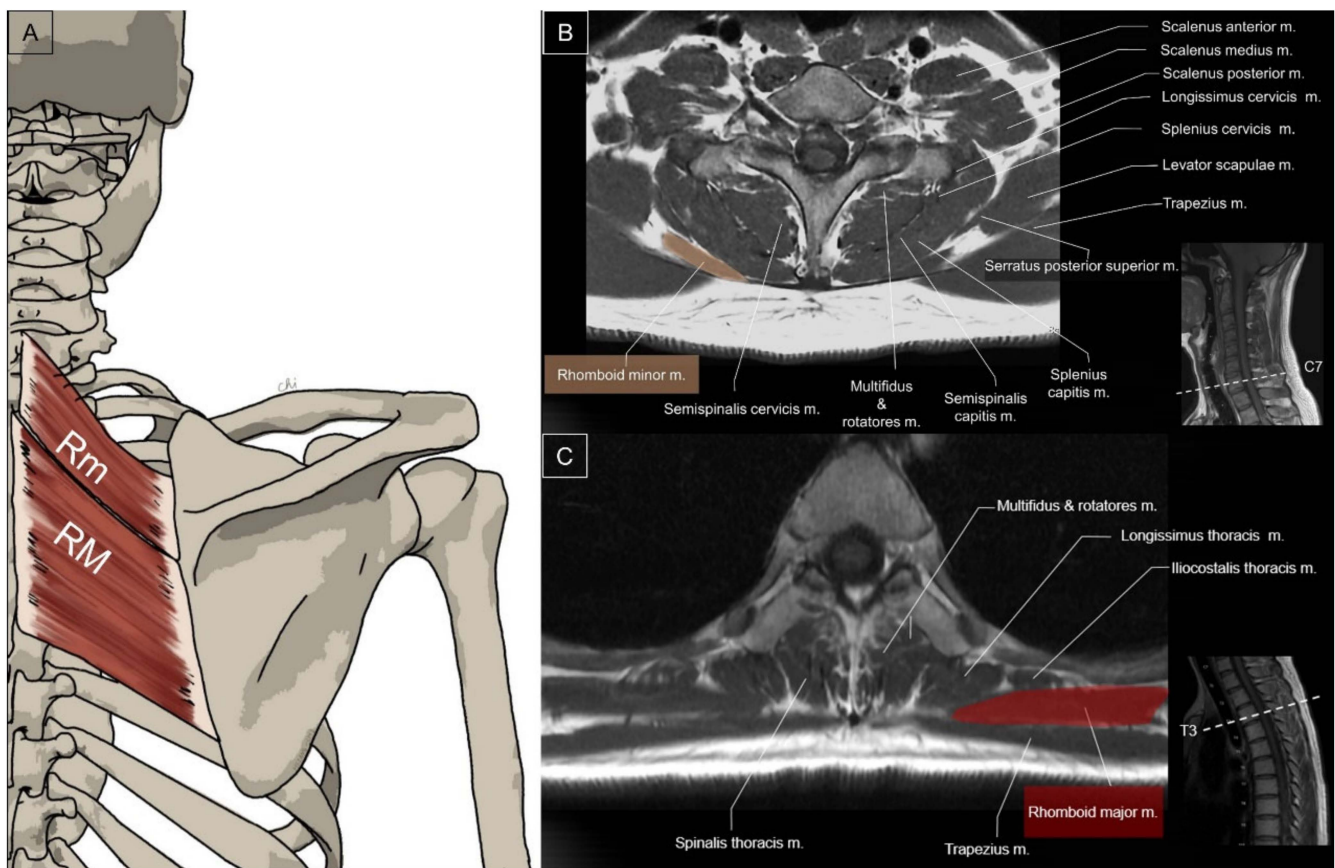 A
chi
Rm
RM
B
Scalenus anterior m.
Scalenus medius m.
Scalenus posterior m.
Longissimus cervicis m.
Splenius cervicis m.
Levator scapulae m.
Trapezius m.
Serratus posterior superior m.
Rhomboid minor m.
Semispinalis cervicis m.
Multifidus
&
rotatores m.
Semispinalis
capitis m.
Splenius
capitis m.
C7
C
Multifidus & rotatores m.
Longissimus thoracis m.
Iliocostalis thoracis m.
T3
Rhomboid major m.
Spinalis thoracis m.
Trapezius m.